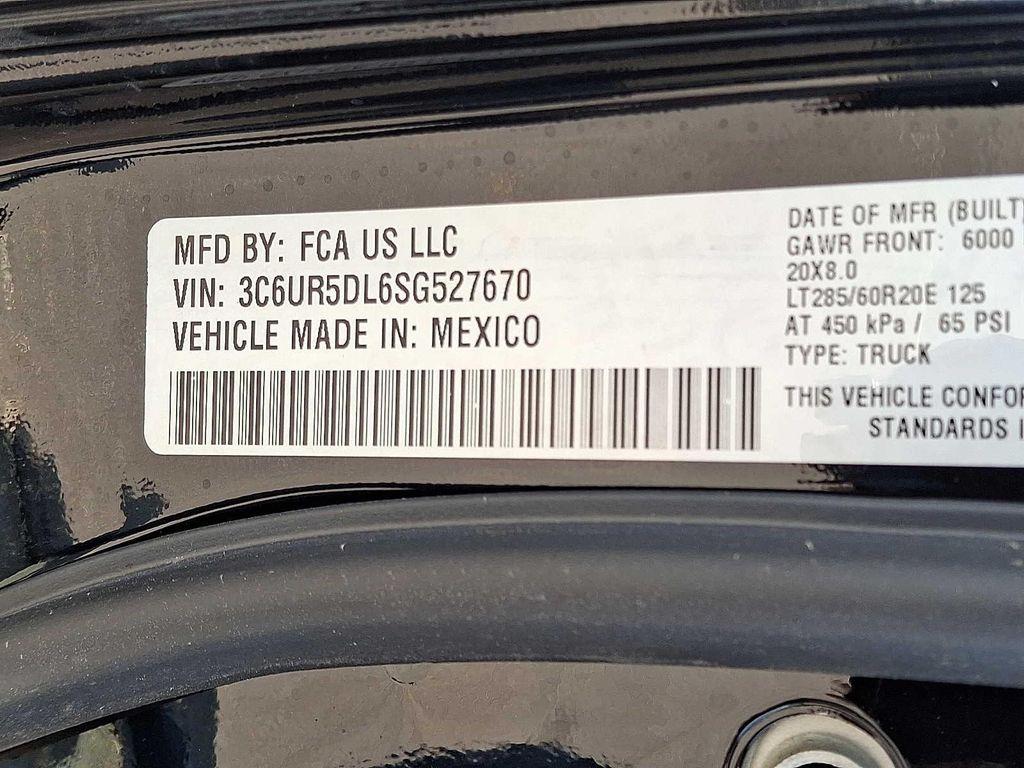 MFD BY: FCA US LLC
VIN: 3C6UR5DL6SG527670
VEHICLE MADE IN: MEXICO
DATE OF MFR (BUILT)
GAWR FRONT: 6000
20X8.0
LT285/60R20E 125
AT 450 kPa / 65 PSI
TYPE: TRUCK
THIS VEHICLE CONFOR
STANDARDS I